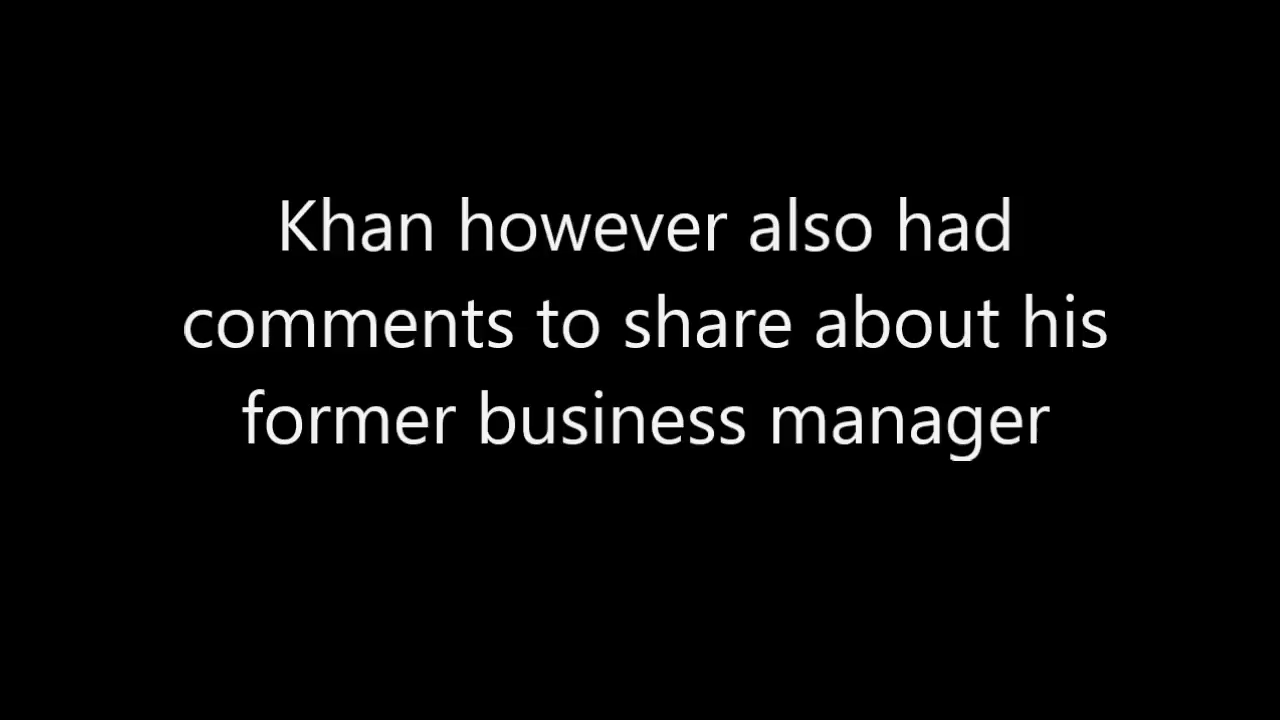 Khan however also had
comments to share about his
former business manager